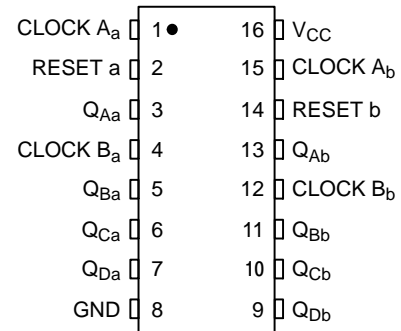 CLOCK Aa 1 16 VCC
RESET a 2 15 CLOCK Ab
QAa 3 14 RESET b
CLOCK Ba 4 13 QAb
QBa 5 12 CLOCK Bb
QCa 6 11 QBb
QDa 7 10 QCb
GND 8 9 QDb